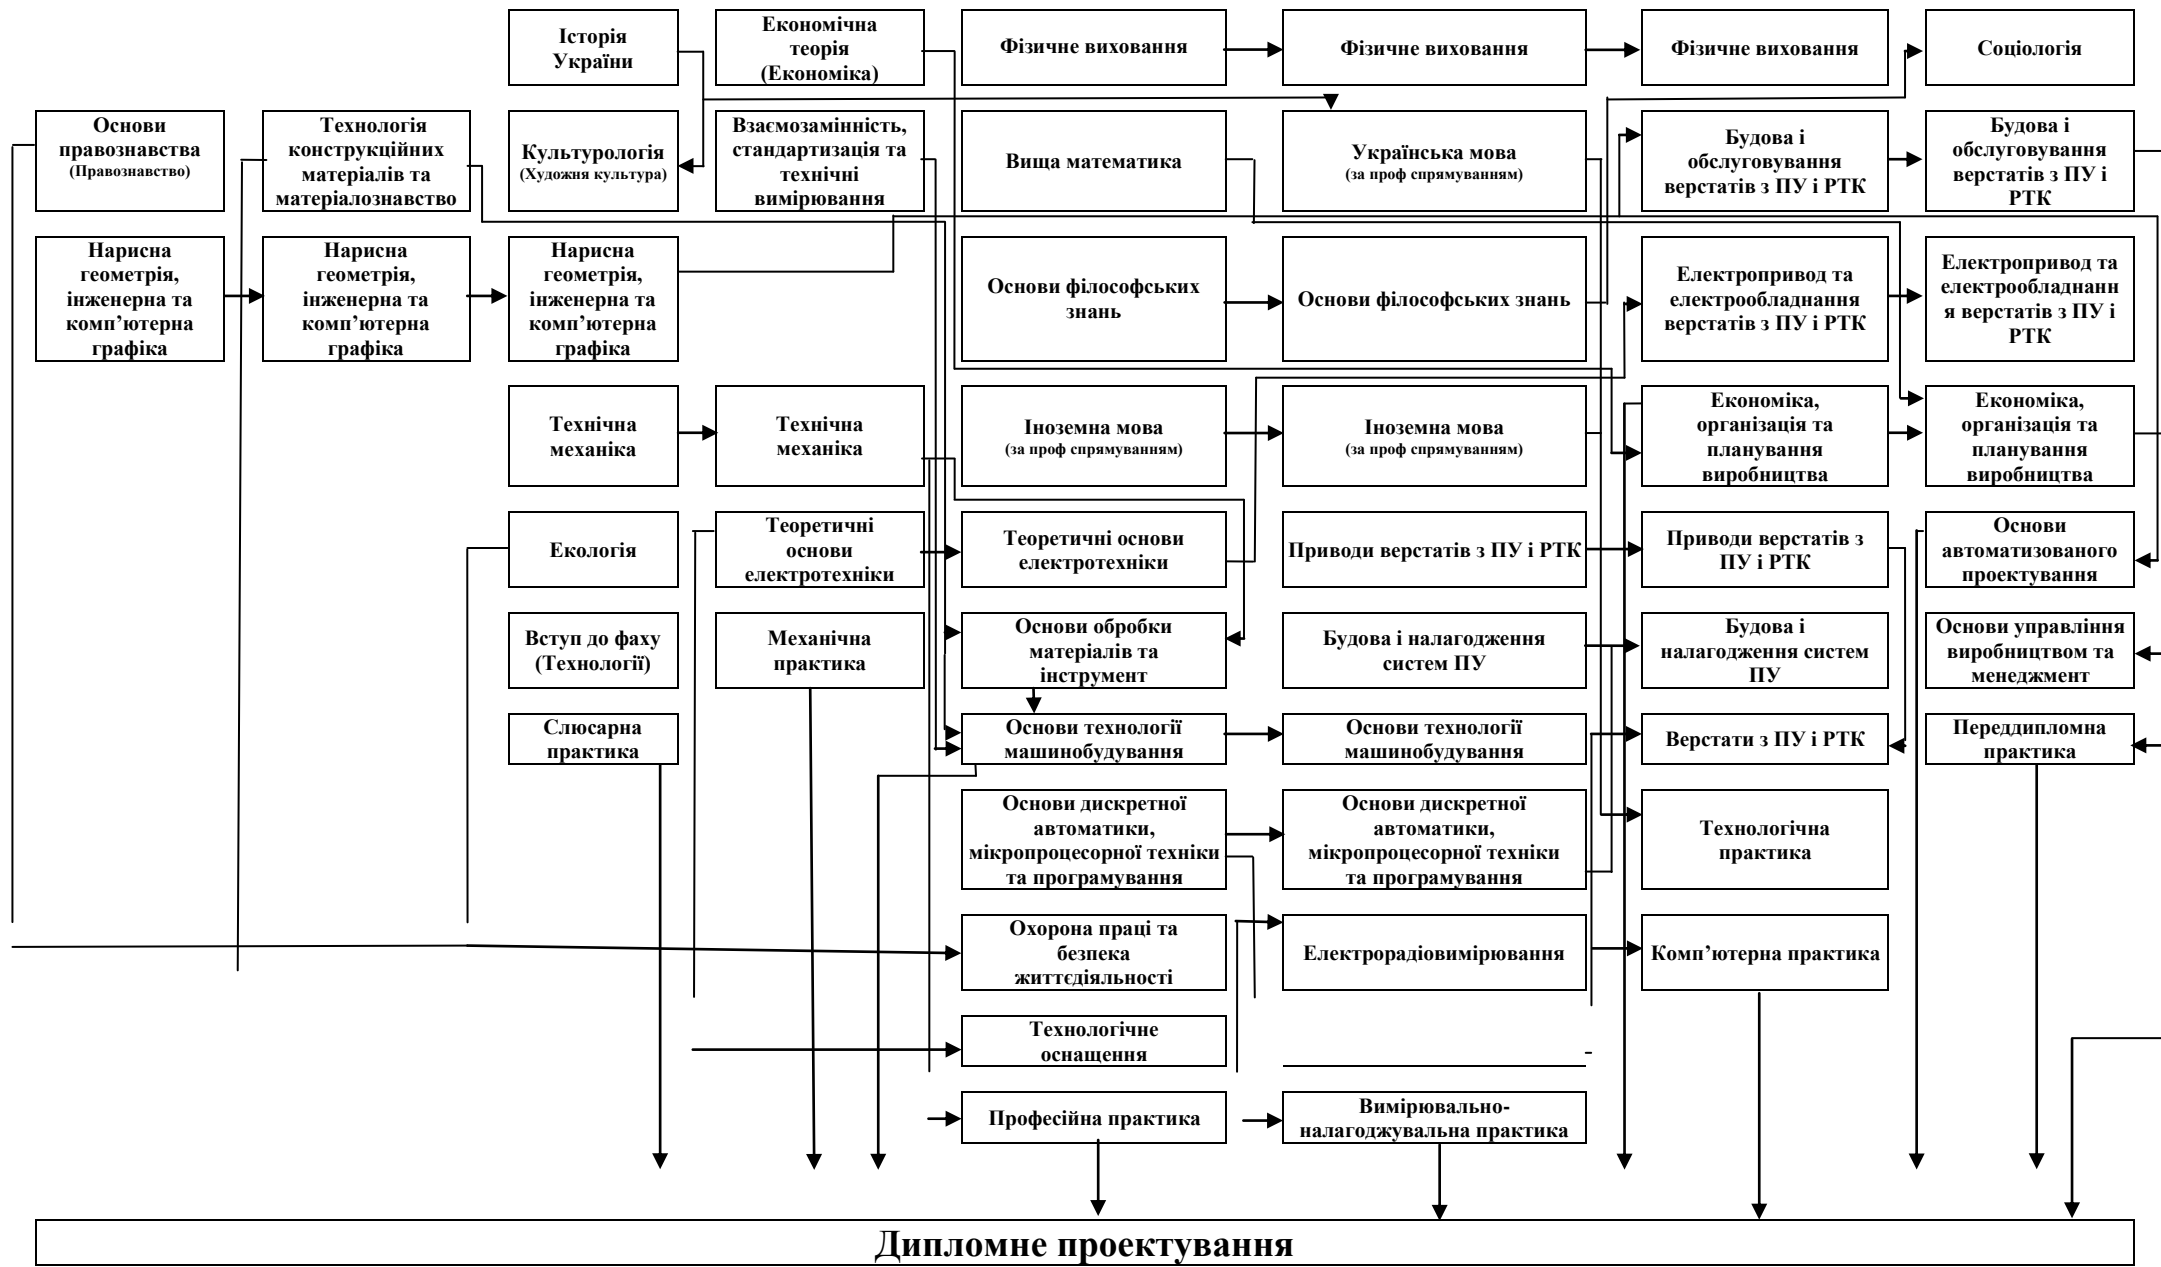 Історія
України
Економічна
теорія
(Економіка)
Фізичне виховання
Фізичне виховання
Фізичне виховання
Соціологія
Основи
правознавства
(Правознавство)
Технологія
конструкційних
матеріалів та
матеріалознавство
Культурологія
(Художня культура)
Взаємозамінність,
стандартизація та
технічні
вимірювання
Вища математика
Українська мова
(за проф спрямуванням)
Будова і
обслуговування
верстатів з ПУ і РТК
Будова і
обслуговування
верстатів з ПУ і
РТК
Нарисна
геометрія,
інженерна та
комп’ютерна
графіка
Нарисна
геометрія,
інженерна та
комп’ютерна
графіка
Нарисна
геометрія,
інженерна та
комп’ютерна
графіка
Основи філософських
знань
Основи філософських знань
Електропривод та
електрообладнання
верстатів з ПУ і РТК
Електропривод та
електрообладнанн
я верстатів з ПУ і
РТК
Технічна
механіка
Технічна
механіка
Іноземна мова
(за проф спрямуванням)
Іноземна мова
(за проф спрямуванням)
Економіка,
організація та
планування
виробництва
Економіка,
організація та
планування
виробництва
Екологія
Теоретичні
основи
електротехніки
Теоретичні основи
електротехніки
Приводи верстатів з ПУ і РТК
Приводи верстатів з
ПУ і РТК
Основи
автоматизованого
проектування
Вступ до фаху
(Технології)
Механічна
практика
Основи обробки
матеріалів та
інструмент
Будова і налагодження
систем ПУ
Будова і
налагодження систем
ПУ
Основи управління
виробництвом та
менеджмент
Слюсарна
практика
Основи технології
машинобудування
Основи технології
машинобудування
Верстати з ПУ і РТК
Переддипломна
практика
Основи дискретної
автоматики,
мікропроцесорної техніки
та програмування
Основи дискретної
автоматики,
мікропроцесорної техніки
та програмування
Технологічна
практика
Охорона праці та
безпека
життєдіяльності
Електрорадіовимірювання
Комп’ютерна практика
Технологічне
оснащення
Професійна практика
Вимірювально-
налагоджувальна практика
Дипломне проектування